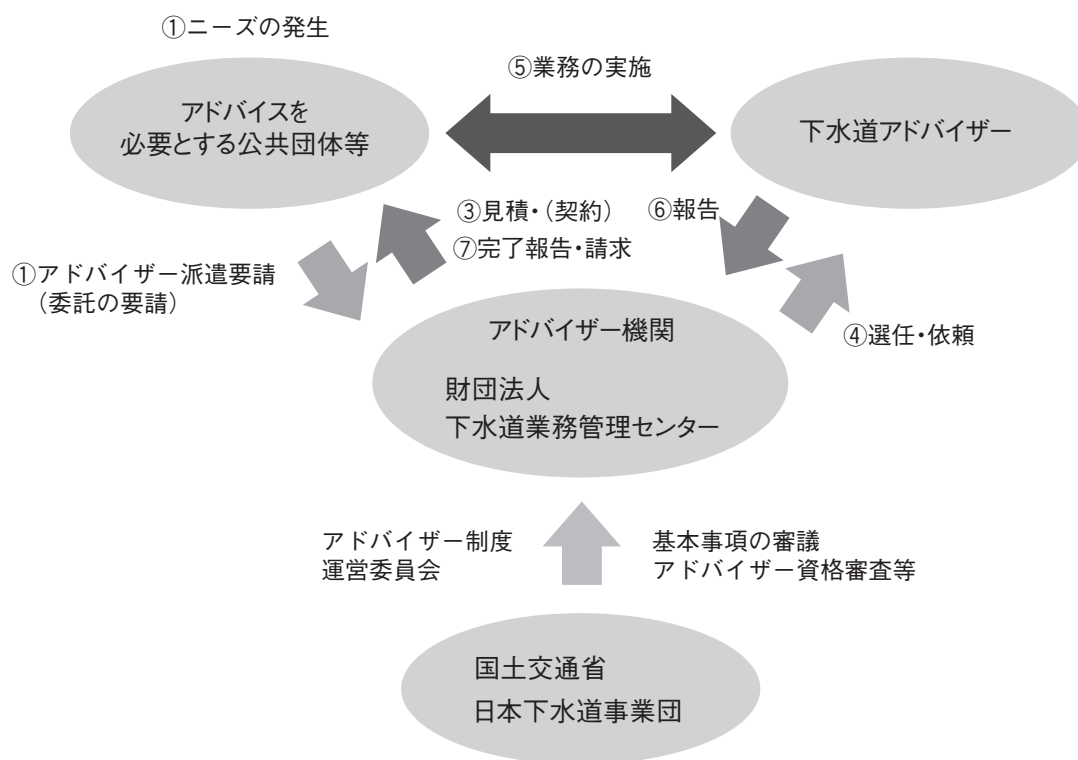 ①ニーズの発生
⑤業務の実施
アドバイスを
必要とする公共団体等
下水道アドバイザー
③見積・(契約)
⑦完了報告・請求
⑥報告
①アドバイザー派遣要請
(委託の要請)
④選任・依頼
アドバイザー機関
財団法人
下水道業務管理センター
アドバイザー制度
運営委員会
基本事項の審議
アドバイザー資格審査等
国土交通省
日本下水道事業団